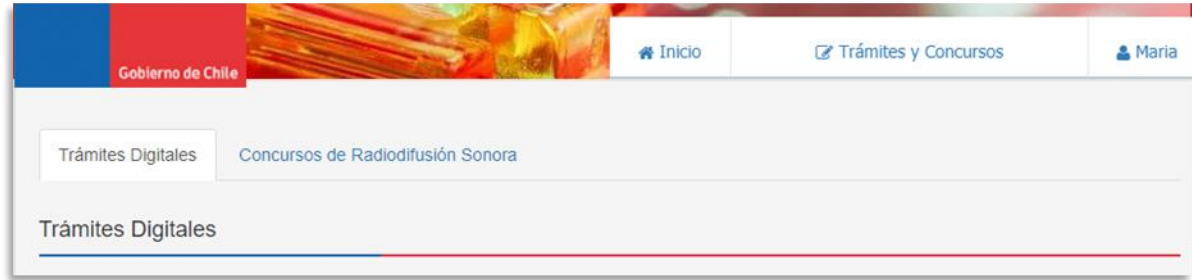 Gobierno de Chile
Inicio
Trámites y Concursos
Maria
Trámites Digitales
Concursos de Radiodifusión Sonora
Trámites Digitales